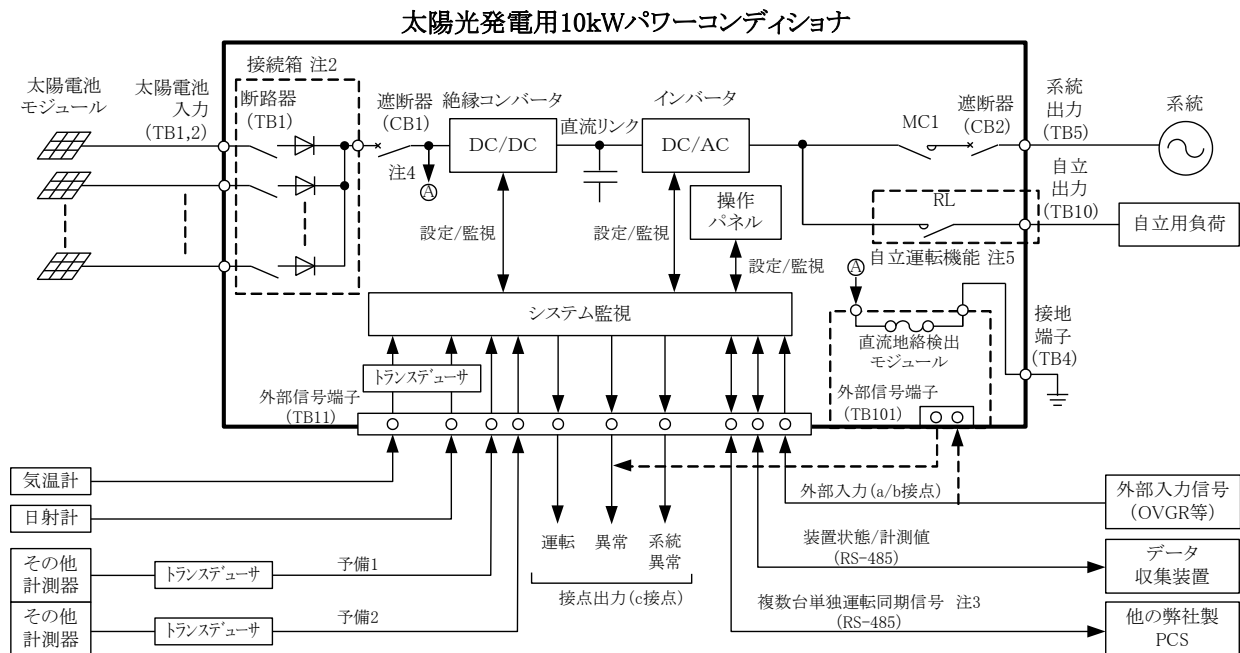 太陽光発電用10kWパワーコンディショナ
接続箱 注2
太陽電池
モジュール
太陽電池
入力
(TB1,2)
断路器
(TB1)
遮断器
(CB1)
絶縁コンバータ
DC/DC
直流リンク
インバータ
DC/AC
MC1
遮断器
(CB2)
系統
出力
(TB5)
系統
注4
A
操作
パネル
RL
自立
出力
(TB10)
自立用負荷
自立運転機能 注5
設定/監視
設定/監視
設定/監視
A
システム監視
直流地絡検出
モジュール
接地
端子
(TB4)
トランスデューサ
外部信号端子
(TB11)
外部信号端子
(TB101)
気温計
日射計
その他
計測器
トランスデューサ
予備1
その他
計測器
トランスデューサ
予備2
運転
異常
系統
異常
接点出力(c接点)
外部入力(a/b接点)
外部入力信号
(OVGR等)
装置状態/計測値
(RS-485)
データ
収集装置
複数台単独運転同期信号 注3
(RS-485)
他の弊社製
PCS